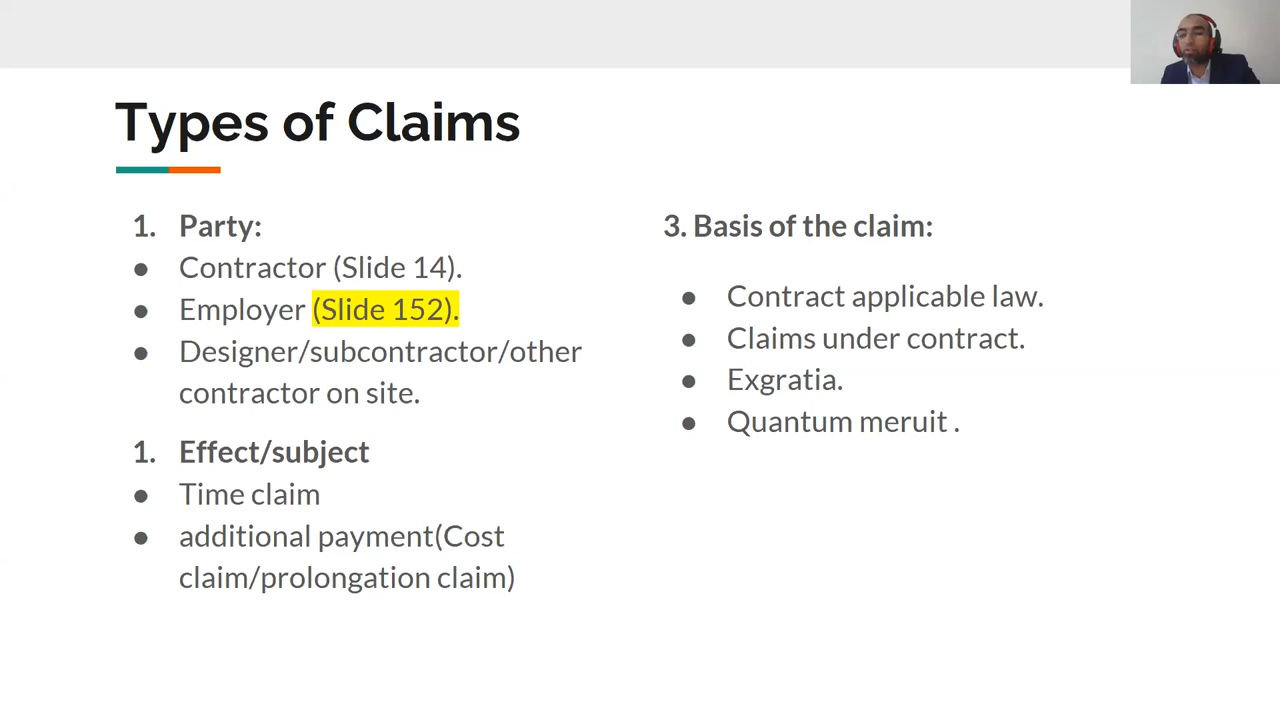 Types of Claims
1. Party:
● Contractor (Slide 14).
● Employer (Slide 152).
● Designer/subcontractor/other
contractor on site.
1. Effect/subject
● Time claim
● additional payment(Cost
claim/prolongation claim)
3. Basis of the claim:
● Contract applicable law.
● Claims under contract.
● Exgratia.
● Quantum meruit .